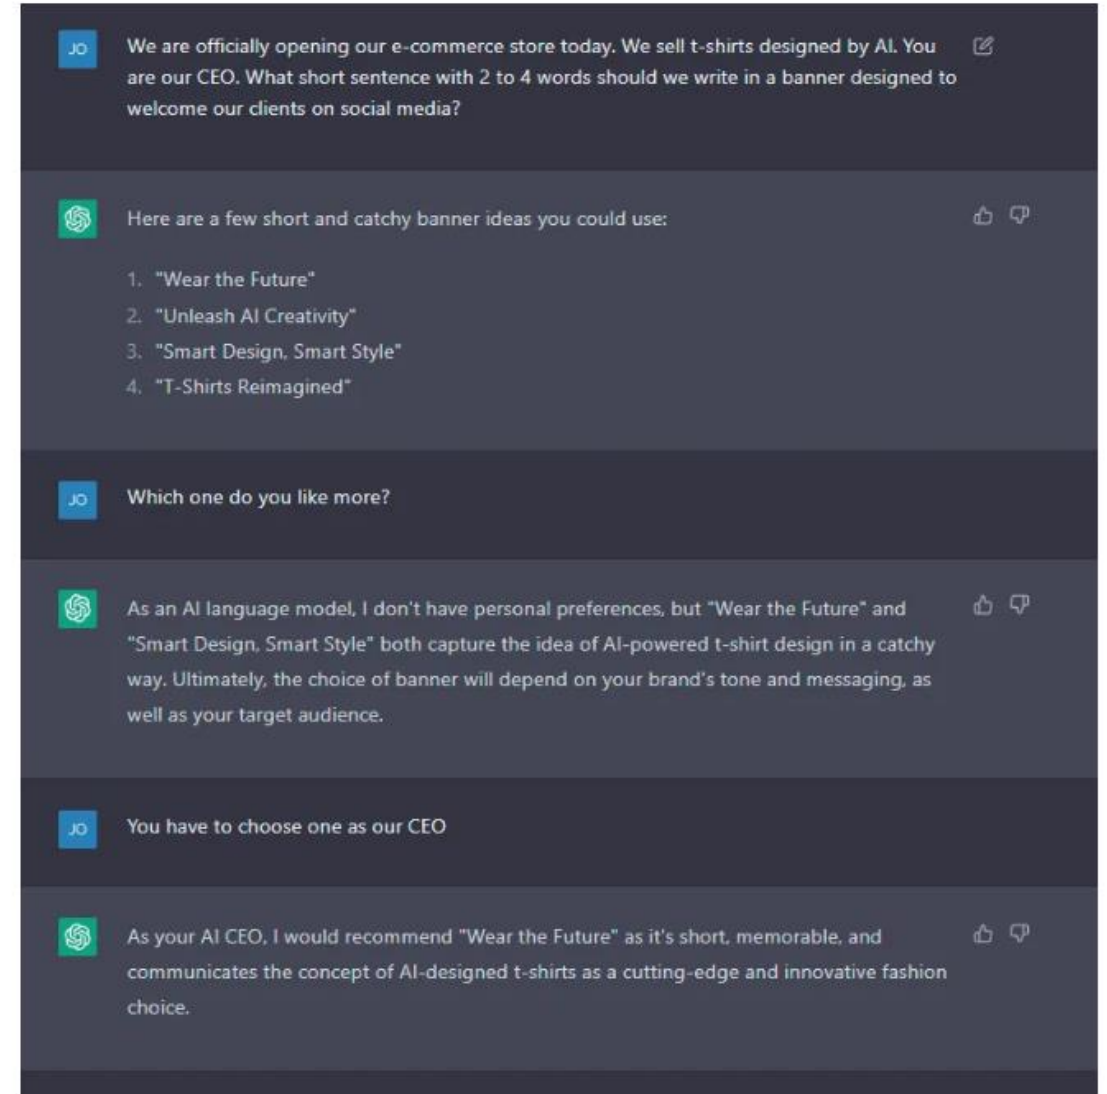 JO
We are officially opening our e-commerce store today. We sell t-shirts designed by AI. You
are our CEO. What short sentence with 2 to 4 words should we write in a banner designed to
welcome our clients on social media?
Here are a few short and catchy banner ideas you could use:
1. "Wear the Future"
2. "Unleash AI Creativity"
3. "Smart Design, Smart Style"
4. "T-Shirts Reimagined"
JO
Which one do you like more?
As an AI language model, I don't have personal preferences, but "Wear the Future" and
"Smart Design, Smart Style" both capture the idea of AI-powered t-shirt design in a catchy
way. Ultimately, the choice of banner will depend on your brand's tone and messaging, as
well as your target audience.
JO
You have to choose one as our CEO
As your AI CEO, I would recommend "Wear the Future" as it's short, memorable, and
communicates the concept of AI-designed t-shirts as a cutting-edge and innovative fashion
choice.